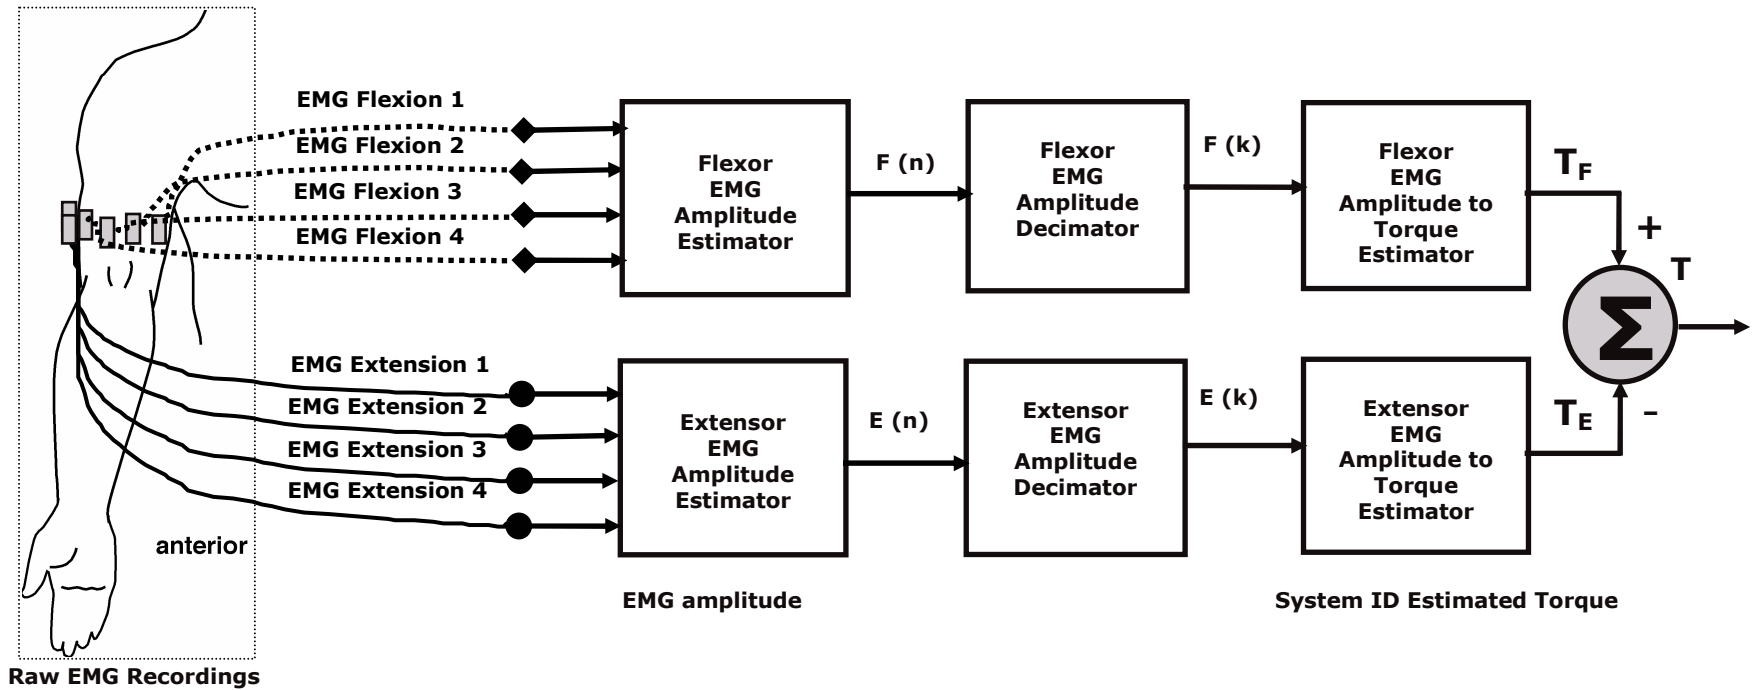 EMG Flexion 1
EMG Flexion 2
EMG Flexion 3
EMG Flexion 4
Flexor
EMG
Amplitude
Estimator
F (n)
Flexor
EMG
Amplitude
Decimator
F (k)
Flexor
EMG
Amplitude to
Torque
Estimator
TF
+
T
Σ
EMG Extension 1
EMG Extension 2
EMG Extension 3
EMG Extension 4
Extensor
EMG
Amplitude
Estimator
E (n)
Extensor
EMG
Amplitude
Decimator
E (k)
Extensor
EMG
Amplitude to
Torque
Estimator
TE
–
anterior
EMG amplitude
System ID Estimated Torque
Raw EMG Recordings